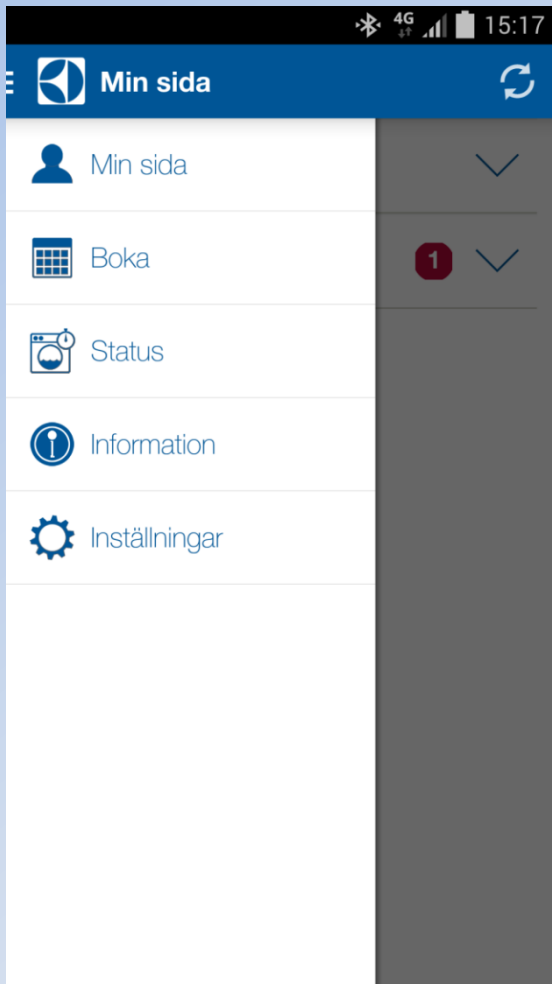 4G 15:17
Min sida
Min sida
Boka
1
Status
Information
Inställningar